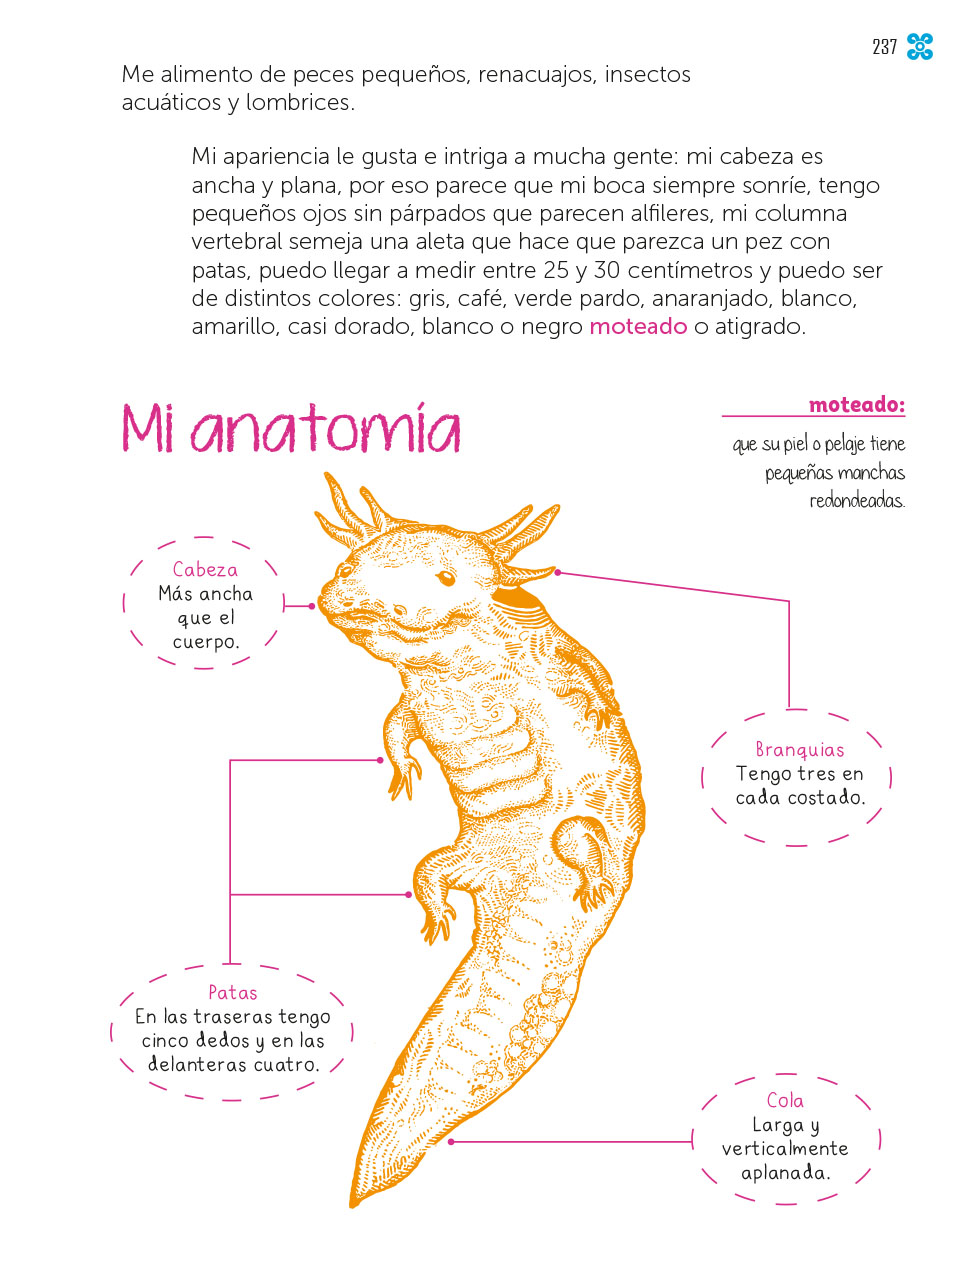 237
Me alimento de peces pequeños, renacuajos, insectos
acuáticos y lombrices.
Mi apariencia le gusta e intriga a mucha gente: mi cabeza es
ancha y plana, por eso parece que mi boca siempre sonríe, tengo
pequeños ojos sin párpados que parecen alfileres, mi columna
vertebral semeja una aleta que hace que parezca un pez con
patas, puedo llegar a medir entre 25 y 30 centímetros y puedo ser
de distintos colores: gris, café, verde pardo, anaranjado, blanco,
amarillo, casi dorado, blanco o negro moteado o atigrado.
Mi anatomía
moteado:
que su piel o pelaje tiene
pequeñas manchas
redondeadas.
Cabeza
Más ancha
que el
cuerpo.
Branquias
Tengo tres en
cada costado.
Patas
En las traseras tengo
cinco dedos y en las
delanteras cuatro.
Cola
Larga y
verticalmente
aplanada.